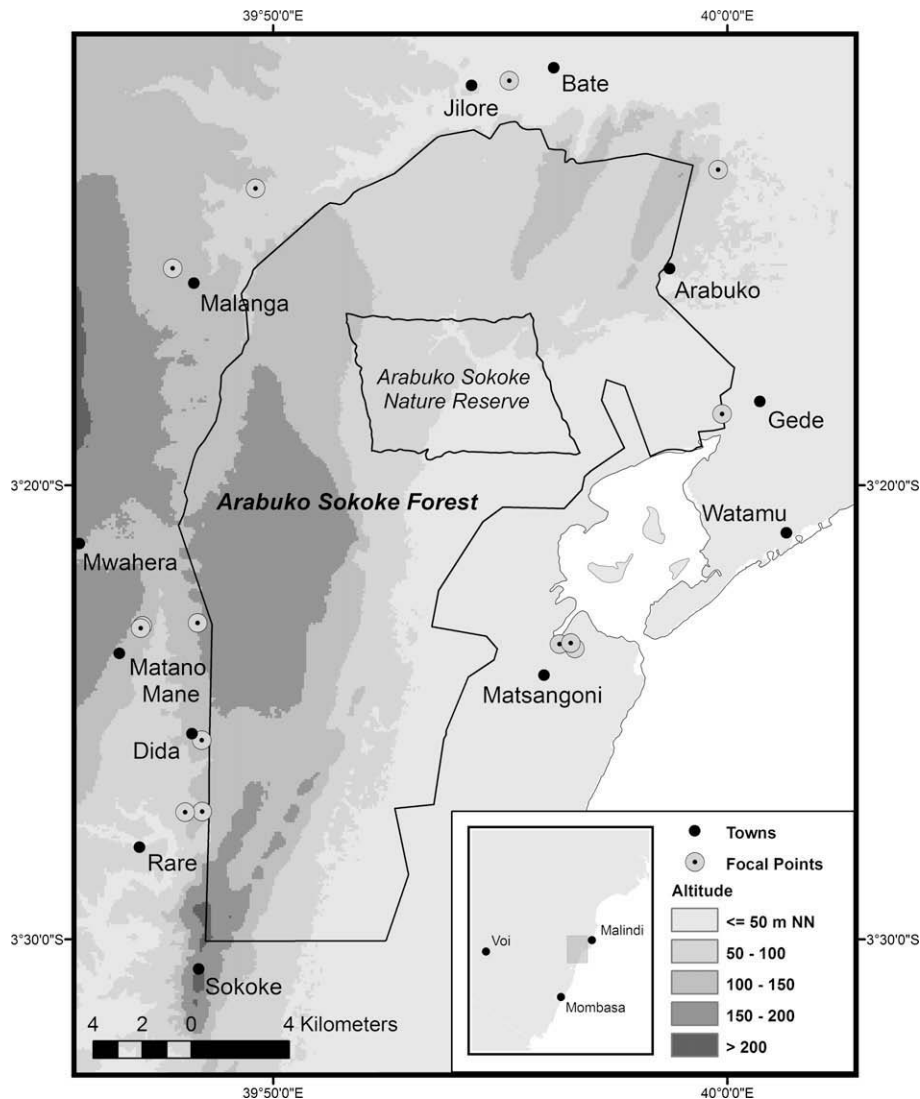 39°50'0"E
40°0'0"E
Bate
Jilore
Arabuko
Malanga
Arabuko Sokoke
Nature Reserve
Gede
3°20'0"S
3°20'0"S
Arabuko Sokoke Forest
Watamu
Mwahera
Matano
Mane
Matsangoni
Dida
Rare
Towns
Focal Points
Altitude
<= 50 m NN
50 - 100
100 - 150
150 - 200
> 200
Voi
Malindi
Mombasa
3°30'0"S
3°30'0"S
Sokoke
4 2 0 4 Kilometers
39°50'0"E
40°0'0"E